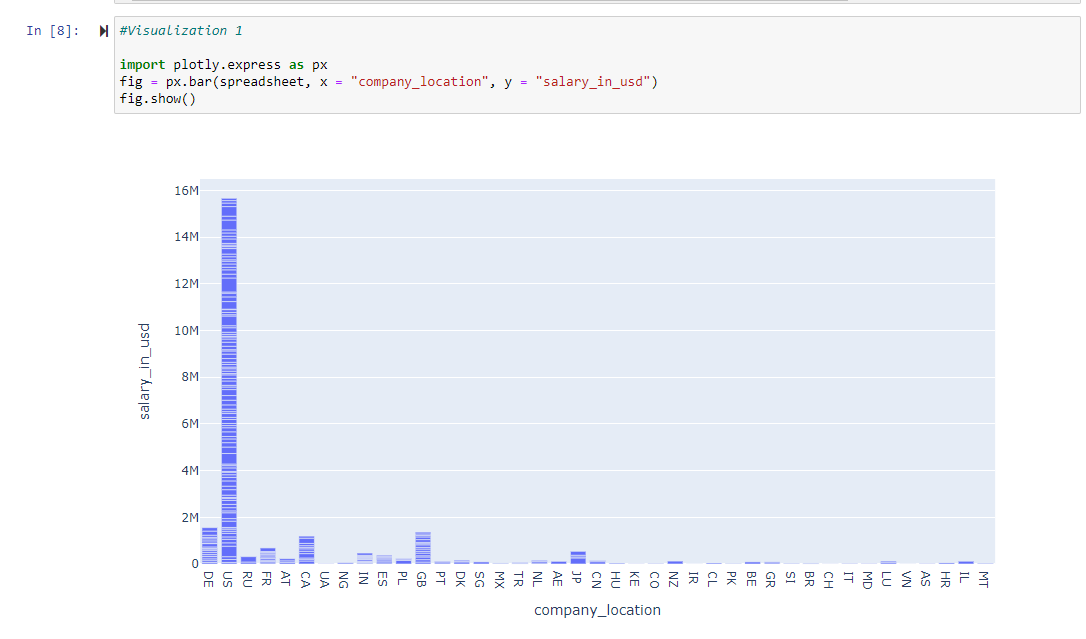 In [8]:
#Visualization 1
import plotly.express as px
fig = px.bar(spreadsheet, x = "company_location", y = "salary_in_usd")
fig.show()
16M
14M
12M
10M
8M
6M
4M
2M
0
salary_in_usd
DE US RU FR AT CA UA NG IN ES PL GB PT DK SG MX TR NL AE JP CN HU KE CO NZ IR CL PK BE GR SI BR CH IT MD LU VN AS HR IL MT
company_location